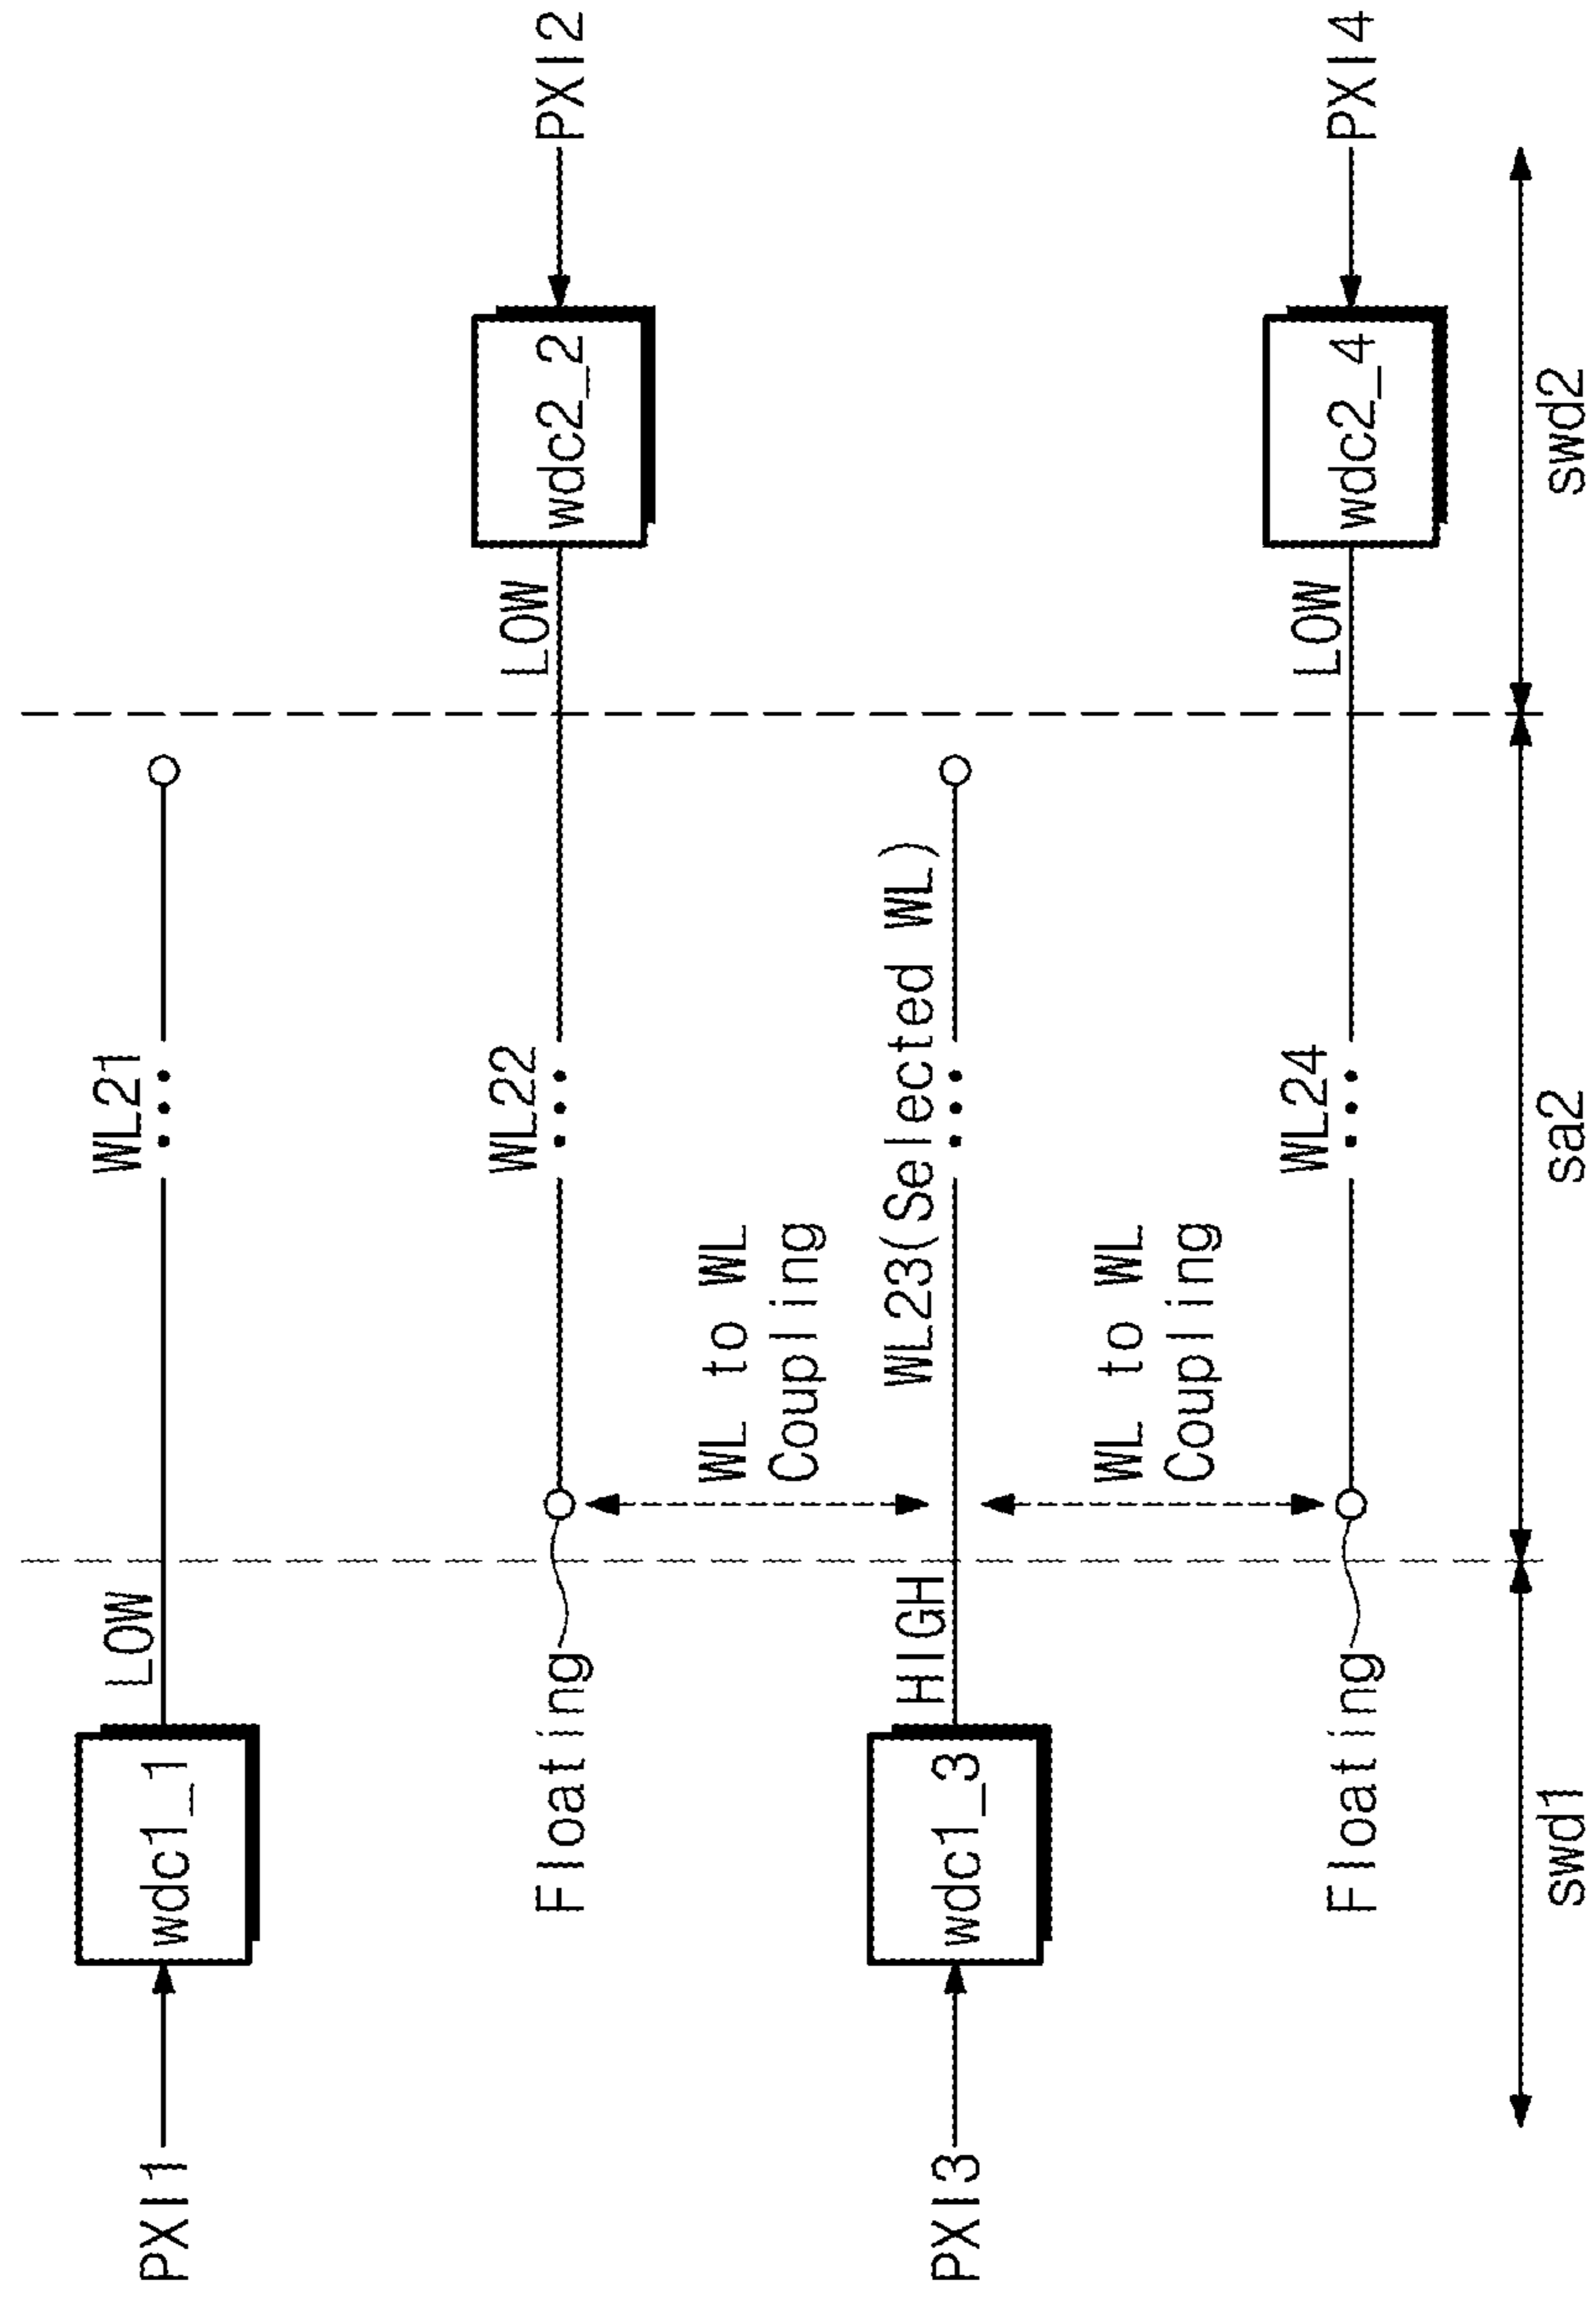 PXI1
wdc1_1
LOW
WL21
Floating
WL22
LOW
wdc2_2
PXI2
WL to WL
Coupling
PXI3
wdc1_3
HIGH
WL23(Selected WL)
WL to WL
Coupling
Floating
WL24
LOW
wdc2_4
PXI4
swd1
sa2
swd2